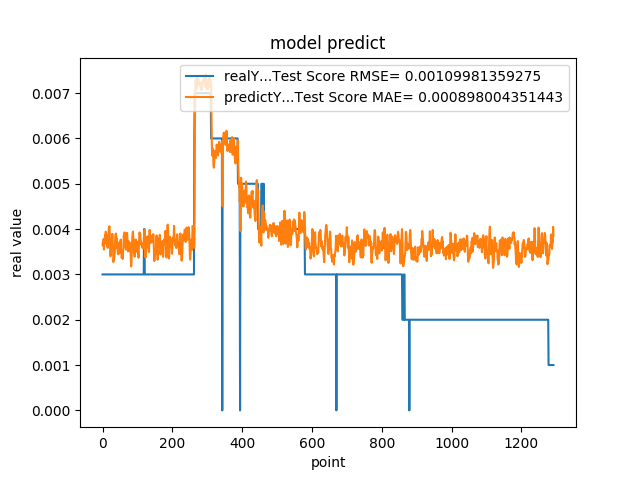 model predict
realY...Test Score RMSE= 0.00109981359275
predictY...Test Score MAE= 0.000898004351443
0.007
0.006
0.005
0.004
0.003
0.002
0.001
0.000
real value
0 200 400 600 800 1000 1200
point